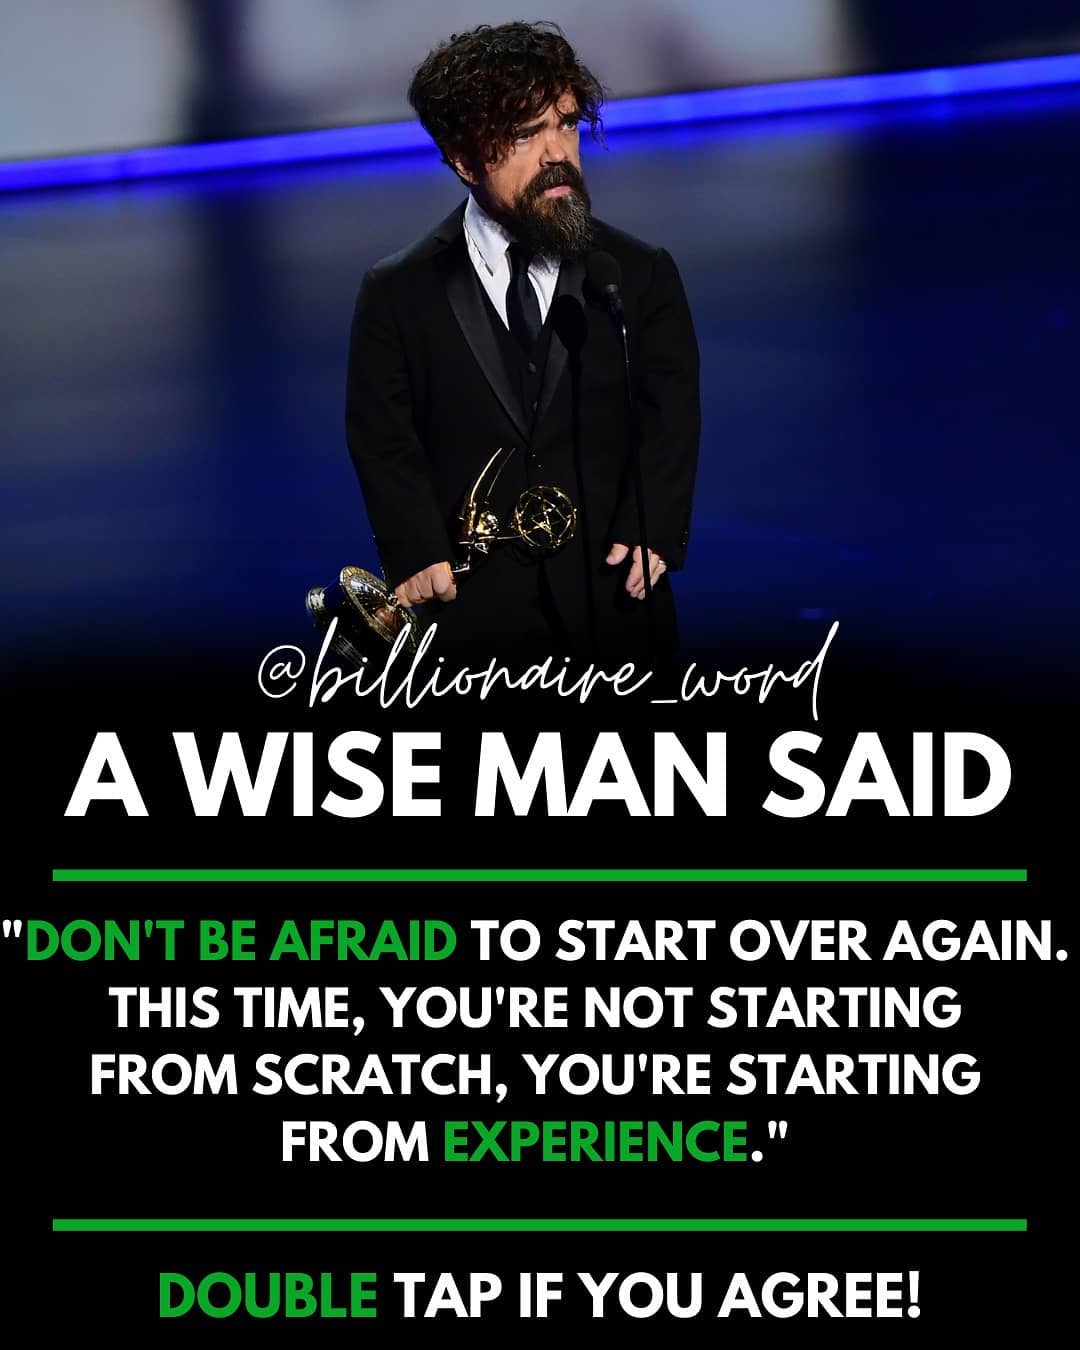 @billionaire_word
A WISE MAN SAID
"DON'T BE AFRAID TO START OVER AGAIN.
THIS TIME, YOU'RE NOT STARTING
FROM SCRATCH, YOU'RE STARTING
FROM EXPERIENCE."
DOUBLE TAP IF YOU AGREE!